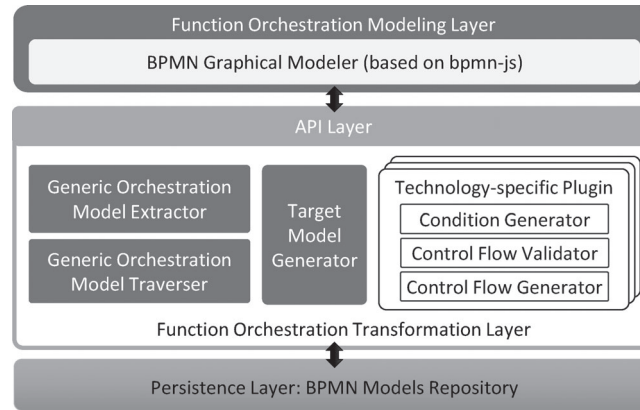 Function Orchestration Modeling Layer
BPMN Graphical Modeler (based on bpmn-js)
API Layer
Generic Orchestration
Model Extractor
Generic Orchestration
Model Traverser
Target
Model
Generator
Technology-specific Plugin
Condition Generator
Control Flow Validator
Control Flow Generator
Function Orchestration Transformation Layer
Persistence Layer: BPMN Models Repository